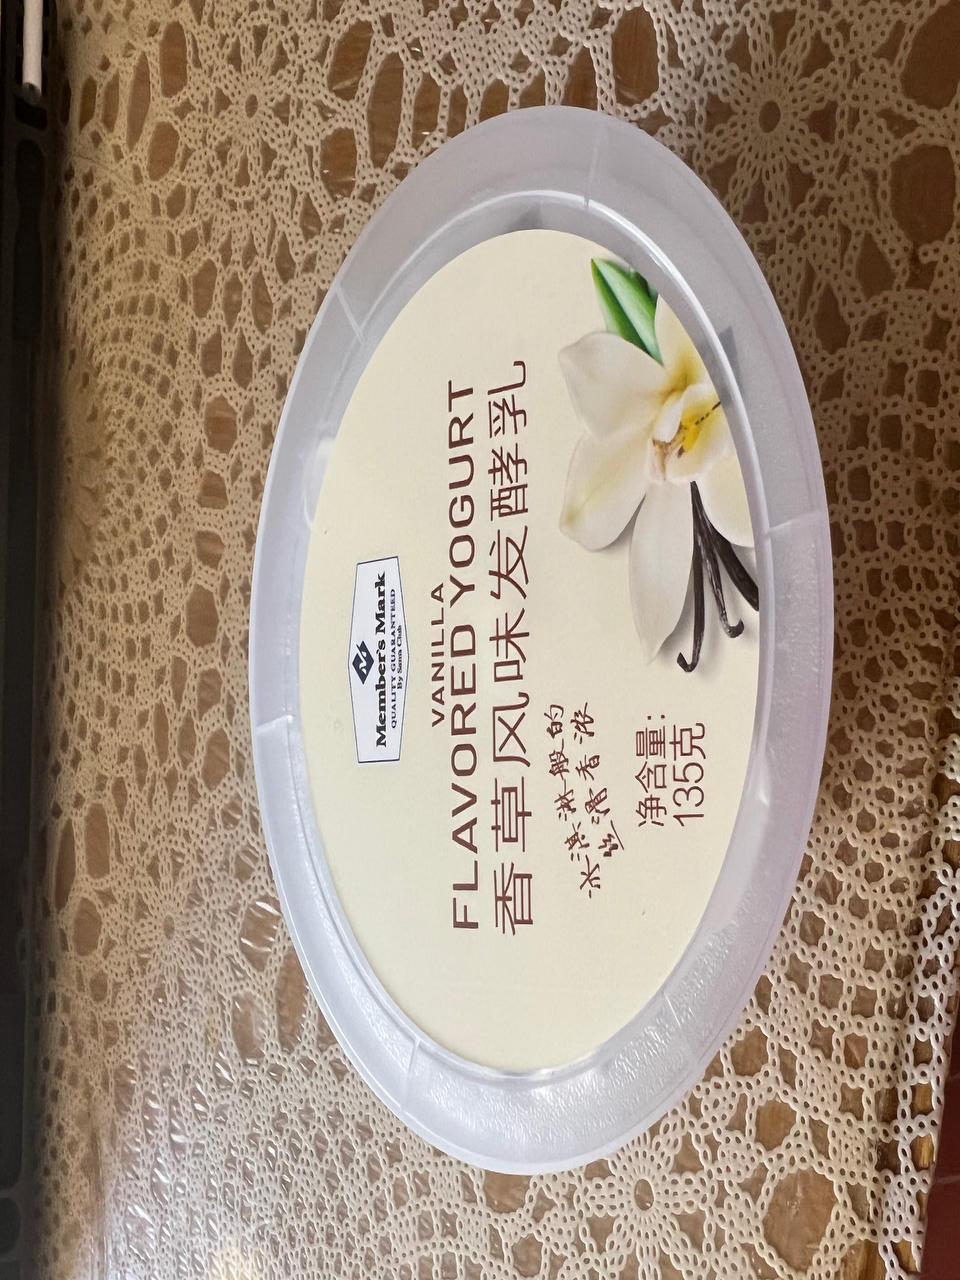 Member's Mark
QUALITY GUARANTEED
By Sam's Club
VANILLA
FLAVORED YOGURT
香草风味发酵乳
冰淇淋般的
丝滑香浓
净含量:
135克